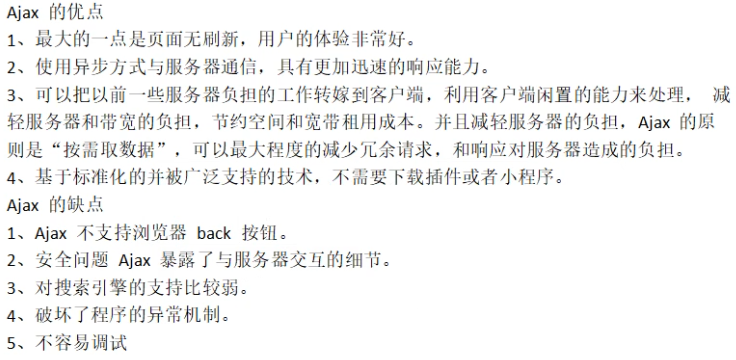 Ajax 的优点
1、最大的一点是页面无刷新，用户的体验非常好。
2、使用异步方式与服务器通信，具有更加迅速的响应能力。
3、可以把以前一些服务器负担的工作转嫁到客户端，利用客户端闲置的能力来处理， 减
轻服务器和带宽的负担，节约空间和宽带租用成本。并且减轻服务器的负担，Ajax 的原
则是“按需取数据”，可以最大程度的减少冗余请求，和响应对服务器造成的负担。
4、基于标准化的并被广泛支持的技术，不需要下载插件或者小程序。
Ajax 的缺点
1、Ajax 不支持浏览器 back 按钮。
2、安全问题 Ajax 暴露了与服务器交互的细节。
3、对搜索引擎的支持比较弱。
4、破坏了程序的异常机制。
5、不容易调试